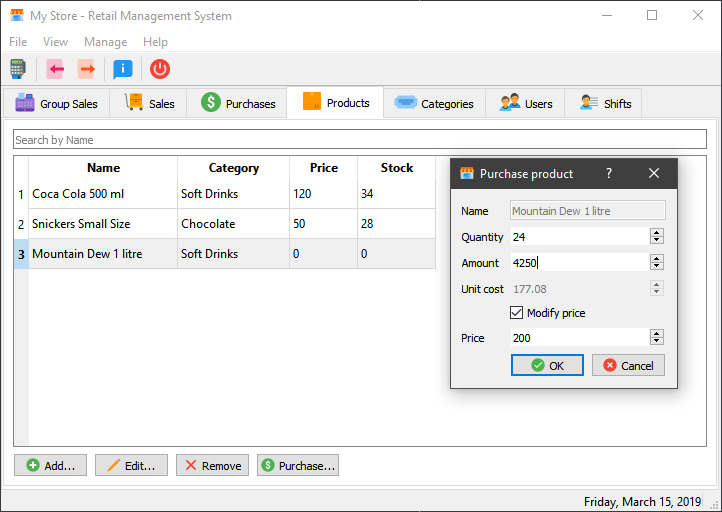 My Store - Retail Management System
File View Manage Help
Group Sales Sales Purchases Products Categories Users Shifts
Search by Name
Name Category Price Stock
1 Coca Cola 500 ml Soft Drinks 120 34
2 Snickers Small Size Chocolate 50 28
3 Mountain Dew 1 litre Soft Drinks 0 0
Purchase product ?
Name Mountain Dew 1 litre
Quantity 24
Amount 4250
Unit cost 177.08
Modify price
Price 200
OK Cancel
Add... Edit... Remove Purchase...
Friday, March 15, 2019